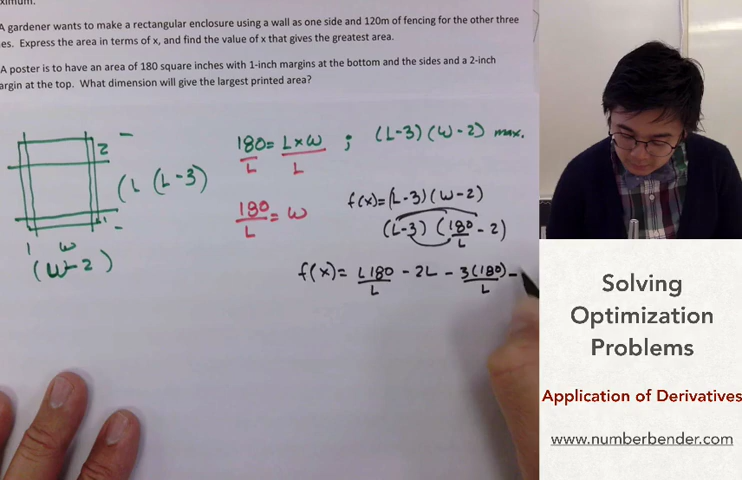 ximum.
A gardener wants to make a rectangular enclosure using a wall as one side and 120m of fencing for the other three
es. Express the area in terms of x, and find the value of x that gives the greatest area.
A poster is to have an area of 180 square inches with 1-inch margins at the bottom and the sides and a 2-inch
argin at the top. What dimension will give the largest printed area?
180 = L×w ; (L-3)(w-2) max.
L L
2
(L (L-3)
1
1 w
(w-2)
180/L = w
f(x)=(L-3)(w-2)
(L-3)(180/L - 2)
f(x)= L180/L - 2L - 3(180)/L -
Solving
Optimization
Problems
Application of Derivatives
www.numberbender.com